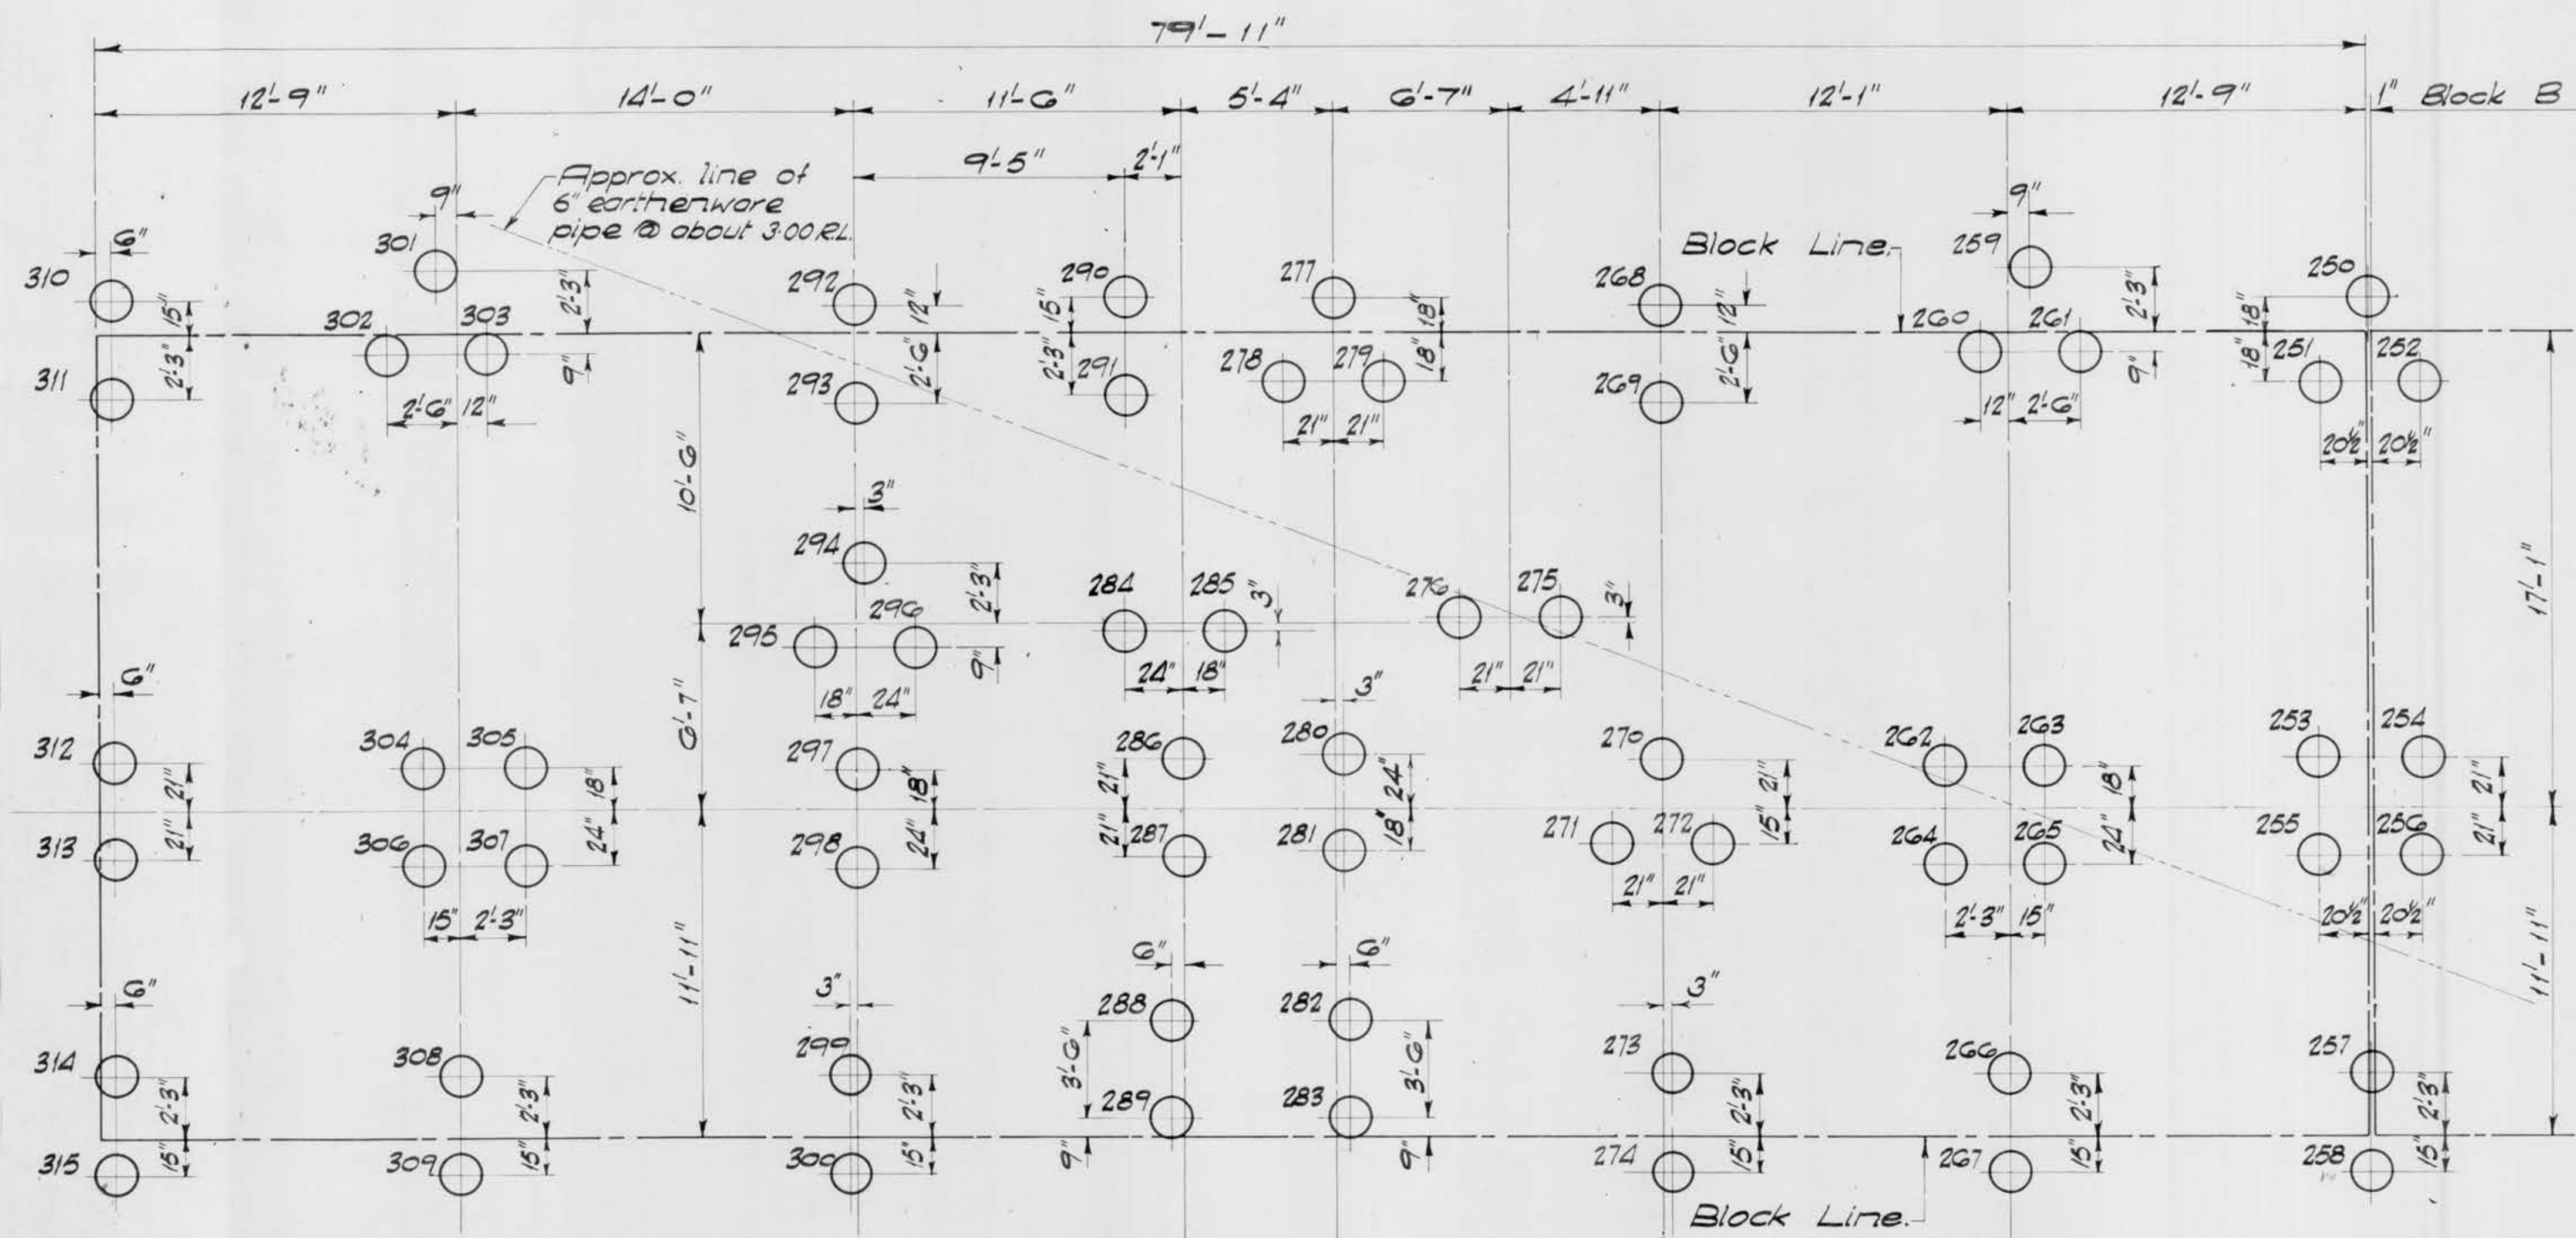 79'-11"
12'-9" 14'-0" 11'-6" 5'-4" 6'-7" 4'-11" 12'-1" 12'-9" 1" Block B
9'-5" 2'-1"
Approx. line of
6" earthenware
pipe @ about 3.00 R.L.
9" 9"
6" 301 Block Line. 259
310 292 290 277 268 250
15" 2'-3" 12" 15" 18" 12" 2'-3" 18"
302 303 260 261
311 2'-3" 9" 293 2'-6" 2'-3" 291 278 279 18" 269 2'-6" 9" 18" 251 252
2'-6" 12" 21" 21" 12" 2'-6" 20½" 20½"
10'-6" 17'-1"
3"
294 2'-3" 284 285 3" 276 275 3"
295 296 9"
18" 24" 24" 18" 21" 21"
6" 6'-7" 3"
312 304 305 297 286 280 270 262 263 253 254
21" 18" 18" 21" 24" 21" 18" 21"
313 21" 306 307 24" 298 24" 21" 287 281 18" 271 272 15" 264 265 24" 255 256 21"
15" 2'-3" 21" 21" 2'-3" 15" 20½" 20½"
11'-11" 11'-11"
6" 3" 6" 6" 3"
288 282
314 308 299 3'-6" 3'-6" 273 266 257
2'-3" 2'-3" 2'-3" 289 283 2'-3" 2'-3" 2'-3"
315 15" 309 15" 300 15" 9" 9" 274 15" 267 15" 258 15"
Block Line.